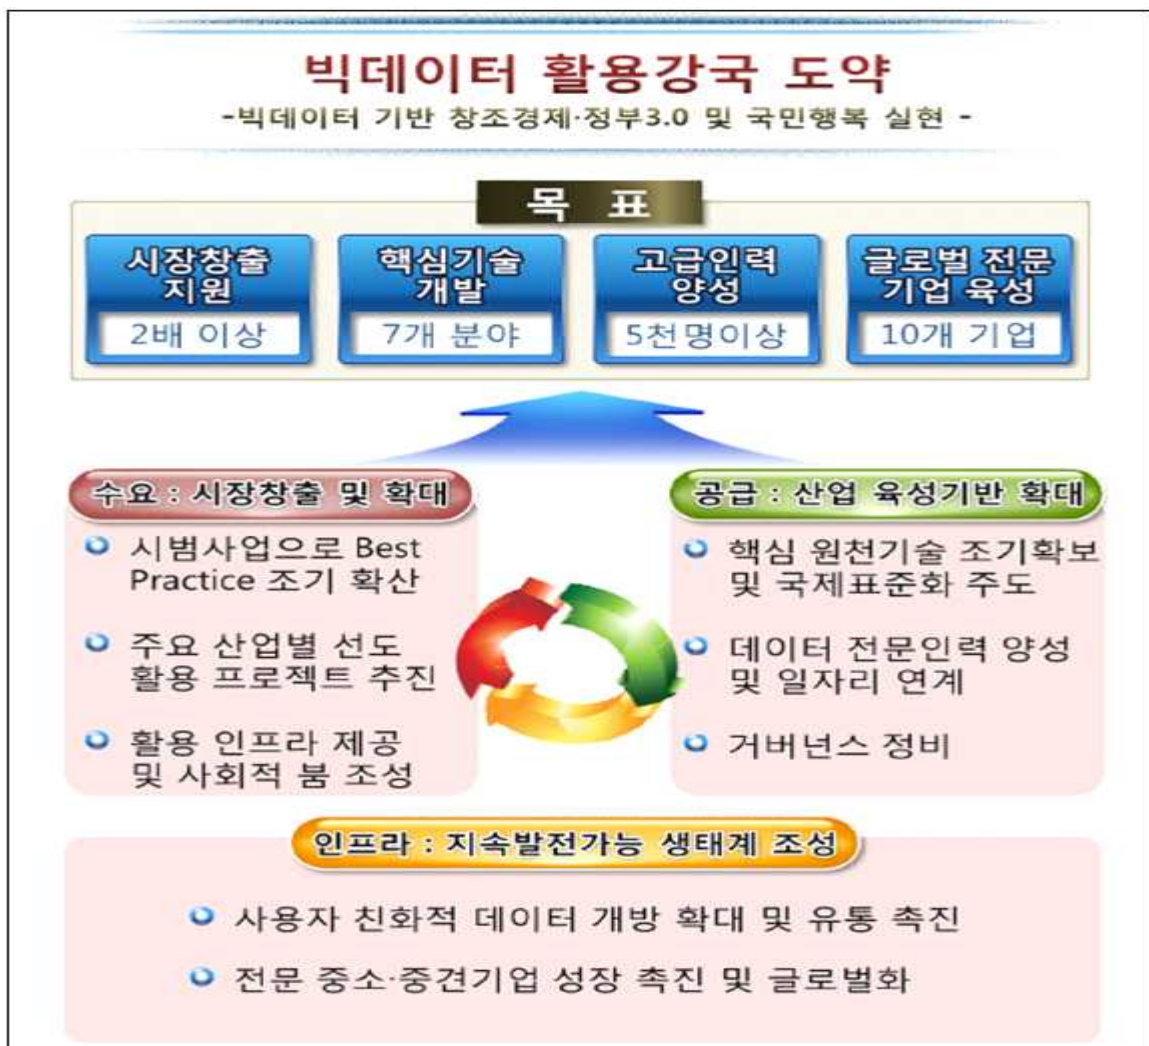 빅데이터 활용강국 도약
-빅데이터 기반 창조경제·정부3.0 및 국민행복 실현 -
목 표
시장창출
지원
2배 이상
핵심기술
개발
7개 분야
고급인력
양성
5천명이상
글로벌 전문
기업 육성
10개 기업
수요 : 시장창출 및 확대
시범사업으로 Best
Practice 조기 확산
주요 산업별 선도
활용 프로젝트 추진
활용 인프라 제공
및 사회적 붐 조성
공급 : 산업 육성기반 확대
핵심 원천기술 조기확보
및 국제표준화 주도
데이터 전문인력 양성
및 일자리 연계
거버넌스 정비
인프라 : 지속발전가능 생태계 조성
사용자 친화적 데이터 개방 확대 및 유통 촉진
전문 중소·중견기업 성장 촉진 및 글로벌화